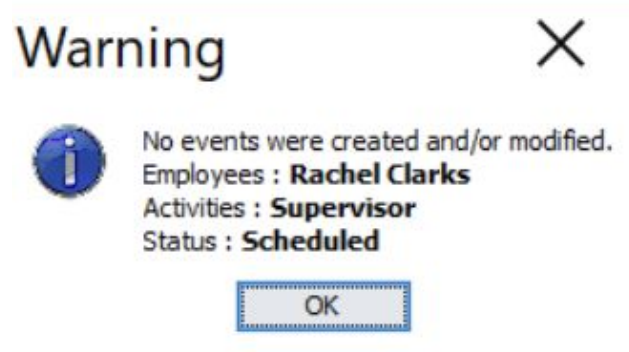 Warning
No events were created and/or modified.
Employees : Rachel Clarks
Activities : Supervisor
Status : Scheduled
OK